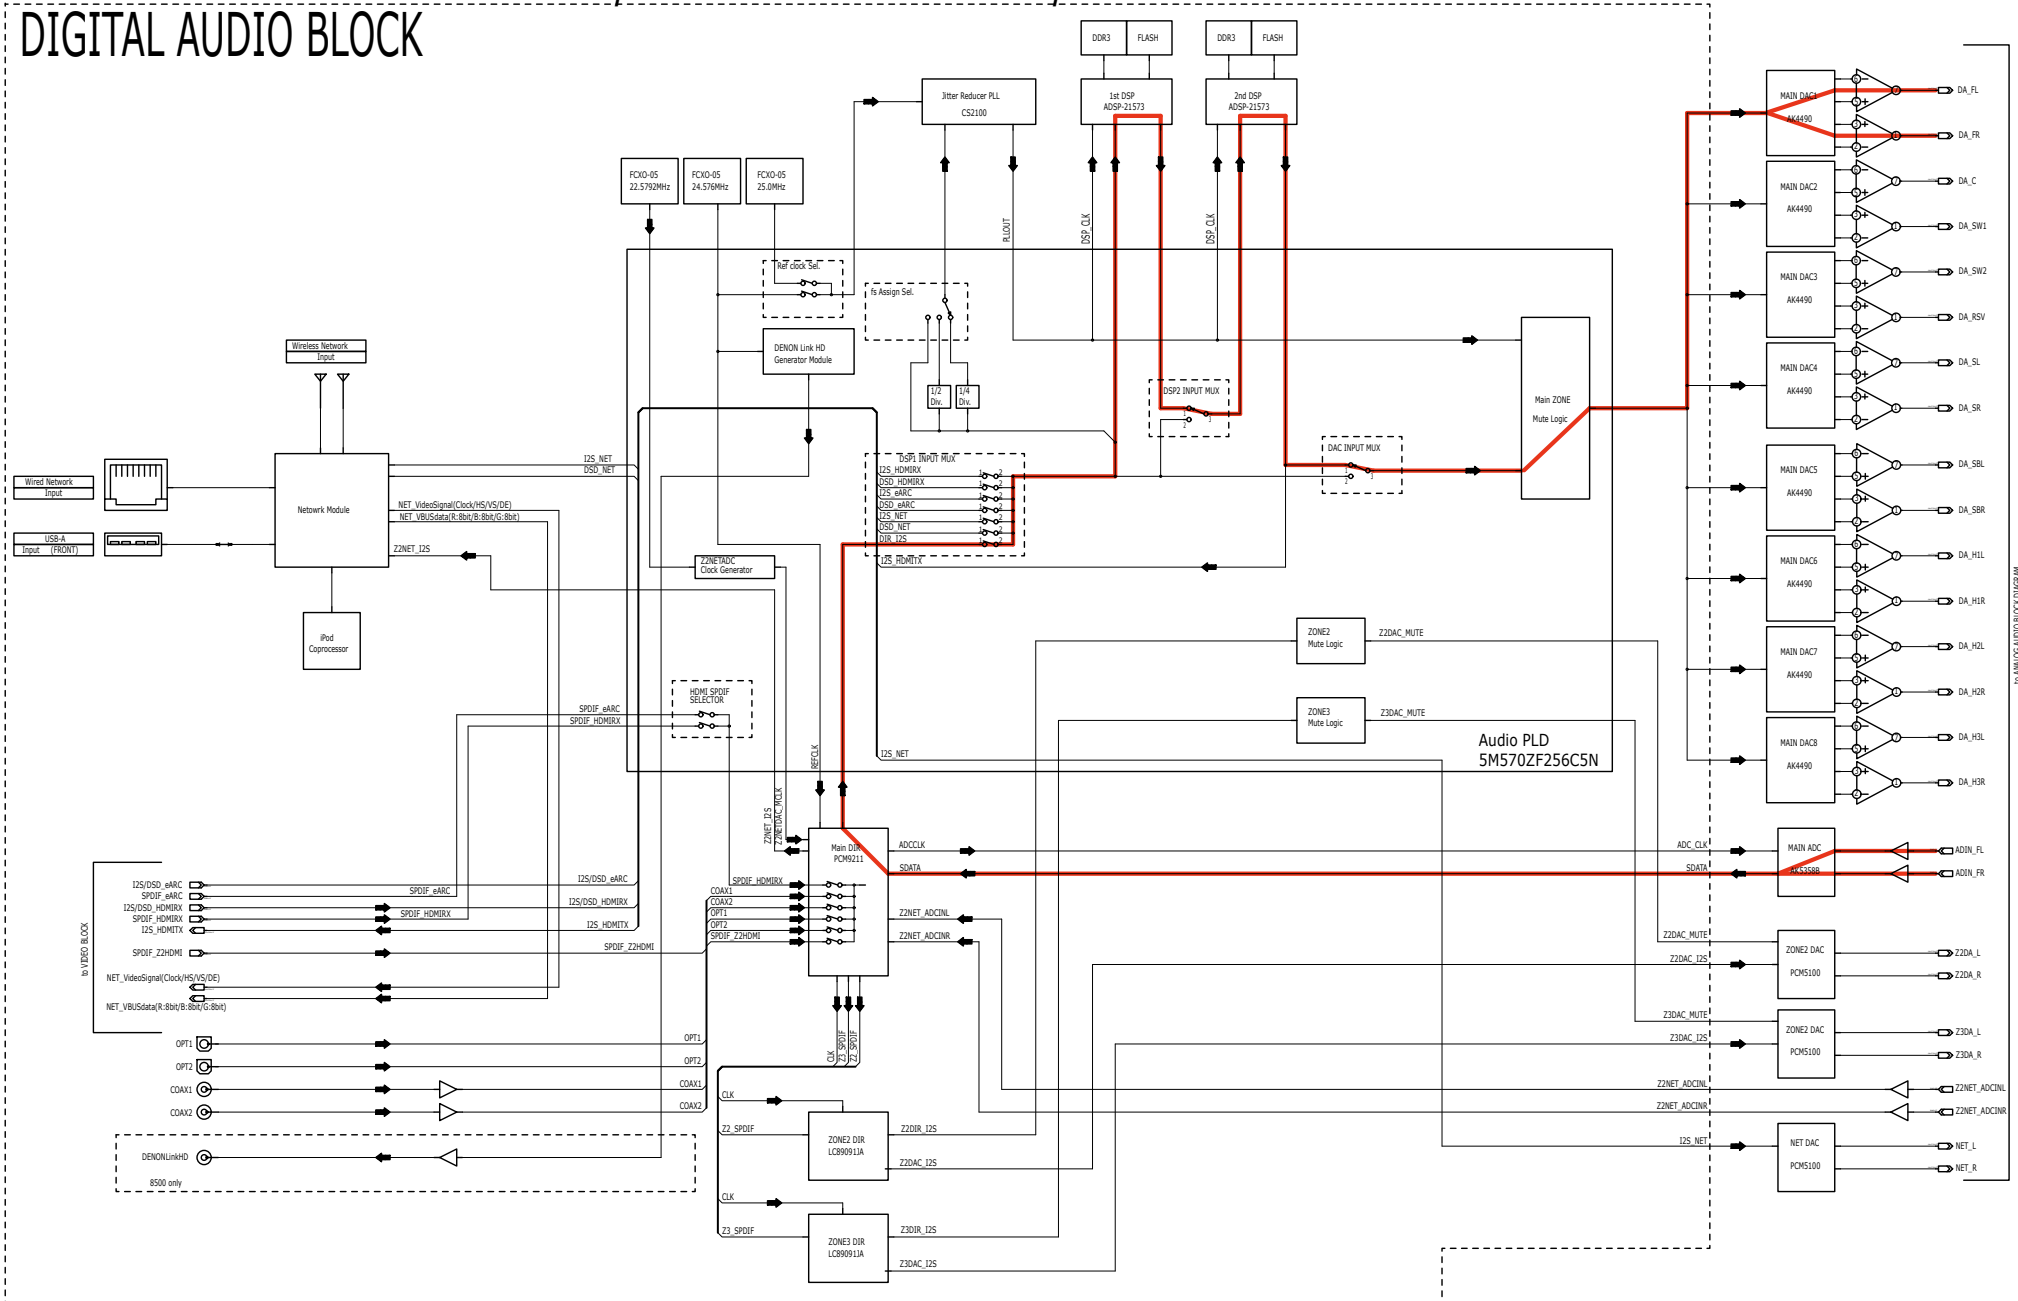 DIGITAL AUDIO BLOCK
DDR3
FLASH
DDR3
FLASH
Jitter Reducer PLL
CS2100
1st DSP
ADSP-21573
2nd DSP
ADSP-21573
FCXO-05
22.5792MHz
FCXO-05
24.576MHz
FCXO-05
25.0MHz
PLLOUT
DSP_CLK
DSP_CLK
Ref clock Sel.
fs Assign Sel.
DENON Link HD
Generator Module
1/2
Div.
1/4
Div.
DSP2 INPUT MUX
DAC INPUT MUX
Main ZONE
Mute Logic
DSP1 INPUT MUX
I2S_HDMIRX
DSD_HDMIRX
I2S_eARC
DSD_eARC
I2S_NET
DSD_NET
DIR_I2S
I2S_HDMITX
Wireless Network
Input
Wired Network
Input
USB-A
Input (FRONT)
Netowrk Module
iPod
Coprocessor
I2S_NET
DSD_NET
NET_VideoSignal(Clock/HS/VS/DE)
NET_VBUSdata(R:8bit/B:8bit/G:8bit)
Z2NET_I2S
Z2NETADC
Clock Generator
HDMI SPDIF
SELECTOR
SPDIF_eARC
SPDIF_HDMIRX
REFCLK
Z2NET_I2S
Z2NETDAC_MCLK
ZONE2
Mute Logic
Z2DAC_MUTE
ZONE3
Mute Logic
Z3DAC_MUTE
I2S_NET
Audio PLD
5M570ZF256C5N
MAIN DAC1
AK4490
DA_FL
DA_FR
MAIN DAC2
AK4490
DA_C
DA_SW1
MAIN DAC3
AK4490
DA_SW2
DA_RSV
MAIN DAC4
AK4490
DA_SL
DA_SR
MAIN DAC5
AK4490
DA_SBL
DA_SBR
MAIN DAC6
AK4490
DA_H1L
DA_H1R
MAIN DAC7
AK4490
DA_H2L
DA_H2R
MAIN DAC8
AK4490
DA_H3L
DA_H3R
to ANALOG AUDIO BLOCK DIAGRAM
Main DIR
PCM9211
ADCCLK
SDATA
ADC_CLK
SDATA
MAIN ADC
AK5358B
ADIN_FL
ADIN_FR
to VIDEO BLOCK
I2S/DSD_eARC
SPDIF_eARC
I2S/DSD_HDMIRX
SPDIF_HDMIRX
I2S_HDMITX
SPDIF_Z2HDMI
NET_VideoSignal(Clock/HS/VS/DE)
NET_VBUSdata(R:8bit/B:8bit/G:8bit)
SPDIF_eARC
SPDIF_HDMIRX
I2S/DSD_eARC
I2S/DSD_HDMIRX
I2S_HDMITX
SPDIF_Z2HDMI
SPDIF_HDMIRX
COAX1
COAX2
OPT1
OPT2
SPDIF_Z2HDMI
Z2NET_ADCINL
Z2NET_ADCINR
Z2DAC_MUTE
Z2DAC_I2S
ZONE2 DAC
PCM5100
Z2DA_L
Z2DA_R
Z3DAC_MUTE
Z3DAC_I2S
ZONE2 DAC
PCM5100
Z3DA_L
Z3DA_R
Z2NET_ADCINL
Z2NET_ADCINR
Z2NET_ADCINL
Z2NET_ADCINR
I2S_NET
NET DAC
PCM5100
NET_L
NET_R
OPT1
OPT2
COAX1
COAX2
OPT1
OPT2
COAX1
COAX2
CLK
Z3_SPDIF
Z2_SPDIF
DENONLinkHD
8500 only
CLK
Z2_SPDIF
ZONE2 DIR
LC89091JA
Z2DIR_I2S
Z2DAC_I2S
CLK
Z3_SPDIF
ZONE3 DIR
LC89091JA
Z3DIR_I2S
Z3DAC_I2S